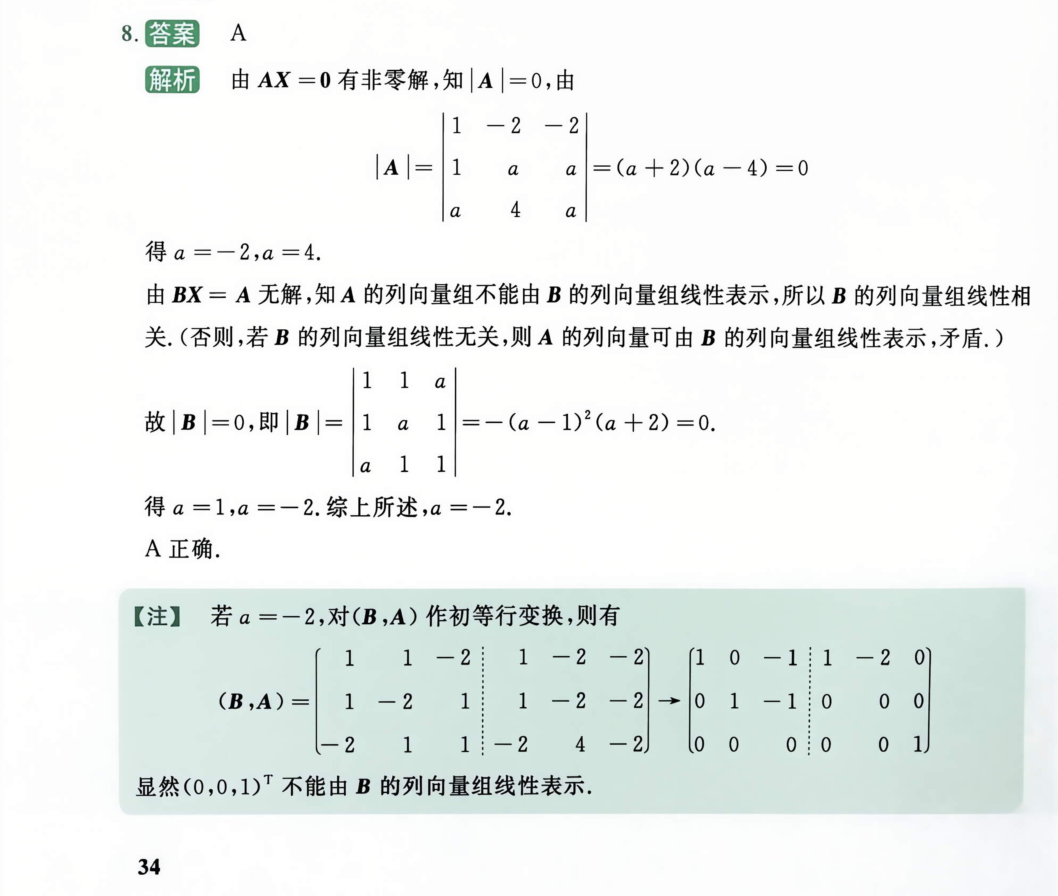 8. 答案 A
解析 由 AX=0 有非零解,知|A|=0,由
|A|=
|1 -2 -2|
|1 a a|
|a 4 a|
=(a+2)(a-4)=0
得 a=-2,a=4.
由 BX=A 无解,知 A 的列向量组不能由 B 的列向量组线性表示,所以 B 的列向量组线性相
关.(否则,若 B 的列向量组线性无关,则 A 的列向量可由 B 的列向量组线性表示,矛盾.)
故|B|=0,即|B|=
|1 1 a|
|1 a 1|
|a 1 1|
=-(a-1)²(a+2)=0.
得 a=1,a=-2.综上所述,a=-2.
A 正确.
【注】 若 a=-2,对(B,A)作初等行变换,则有
(B,A)=
(1 1 -2 ⋮ 1 -2 -2) (1 0 -1 ⋮ 1 -2 0)
(1 -2 1 ⋮ 1 -2 -2) → (0 1 -1 ⋮ 0 0 0)
(-2 1 1 ⋮ -2 4 -2) (0 0 0 ⋮ 0 0 1)
显然(0,0,1)ᵀ 不能由 B 的列向量组线性表示.
34